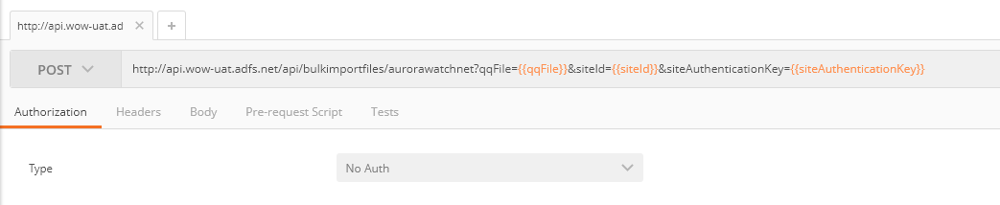 http://api.wow-uat.ad × +
POST http://api.wow-uat.adfs.net/api/bulkimportfiles/aurorawatchnet?qqFile={{qqFile}}&siteId={{siteId}}&siteAuthenticationKey={{siteAuthenticationKey}}
Authorization Headers Body Pre-request Script Tests
Type No Auth